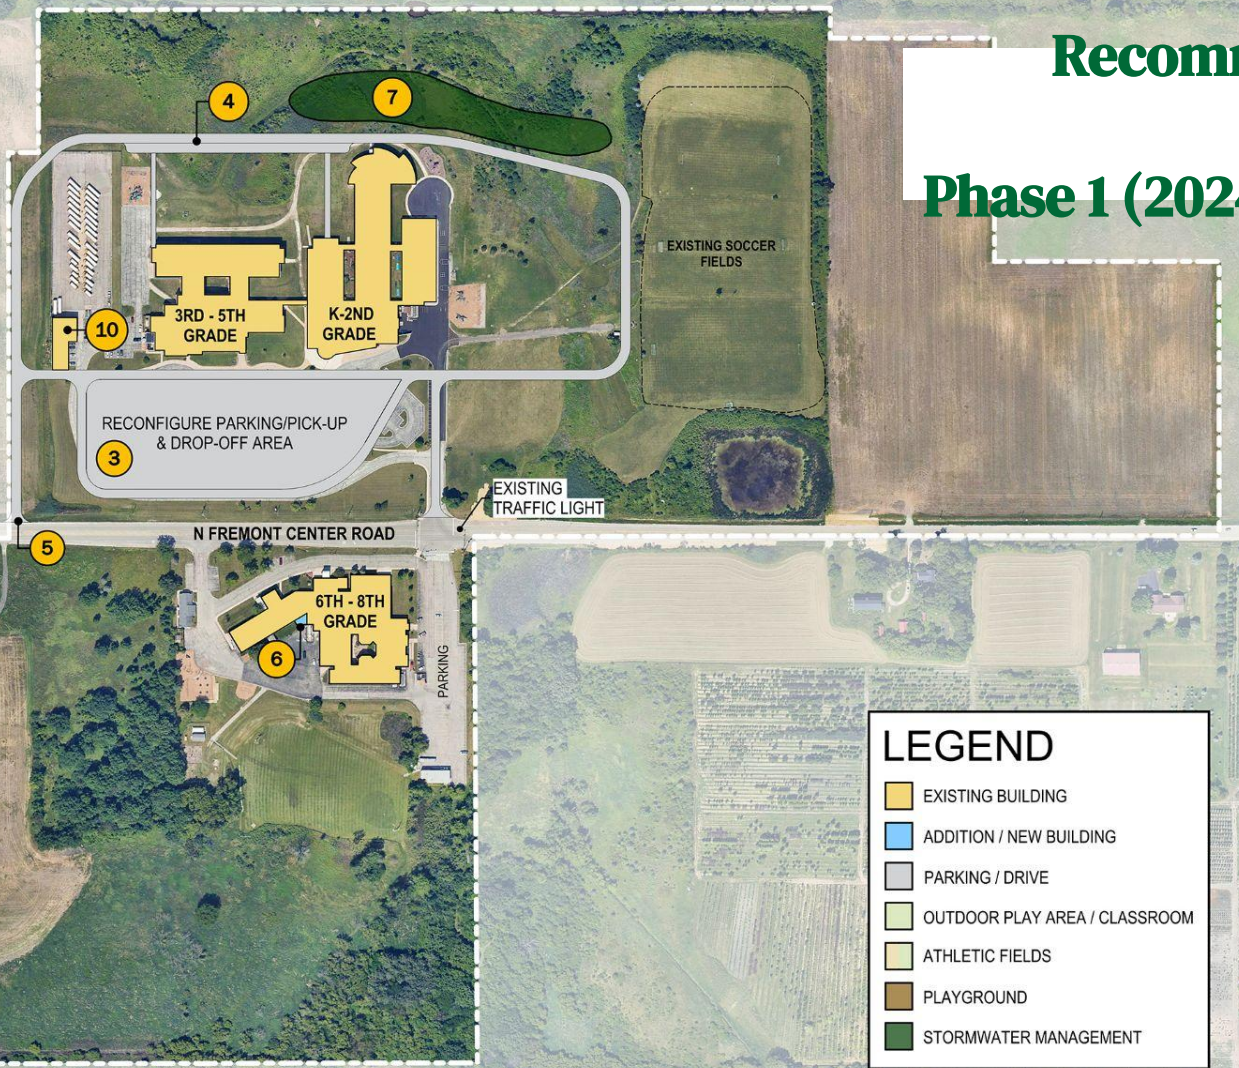 Recomm
Phase 1 (2024
4
7
EXISTING SOCCER
FIELDS
10
3RD - 5TH
GRADE
K-2ND
GRADE
RECONFIGURE PARKING/PICK-UP
& DROP-OFF AREA
3
EXISTING
TRAFFIC LIGHT
N FREMONT CENTER ROAD
5
6TH - 8TH
GRADE
6
PARKING
LEGEND
EXISTING BUILDING
ADDITION / NEW BUILDING
PARKING / DRIVE
OUTDOOR PLAY AREA / CLASSROOM
ATHLETIC FIELDS
PLAYGROUND
STORMWATER MANAGEMENT